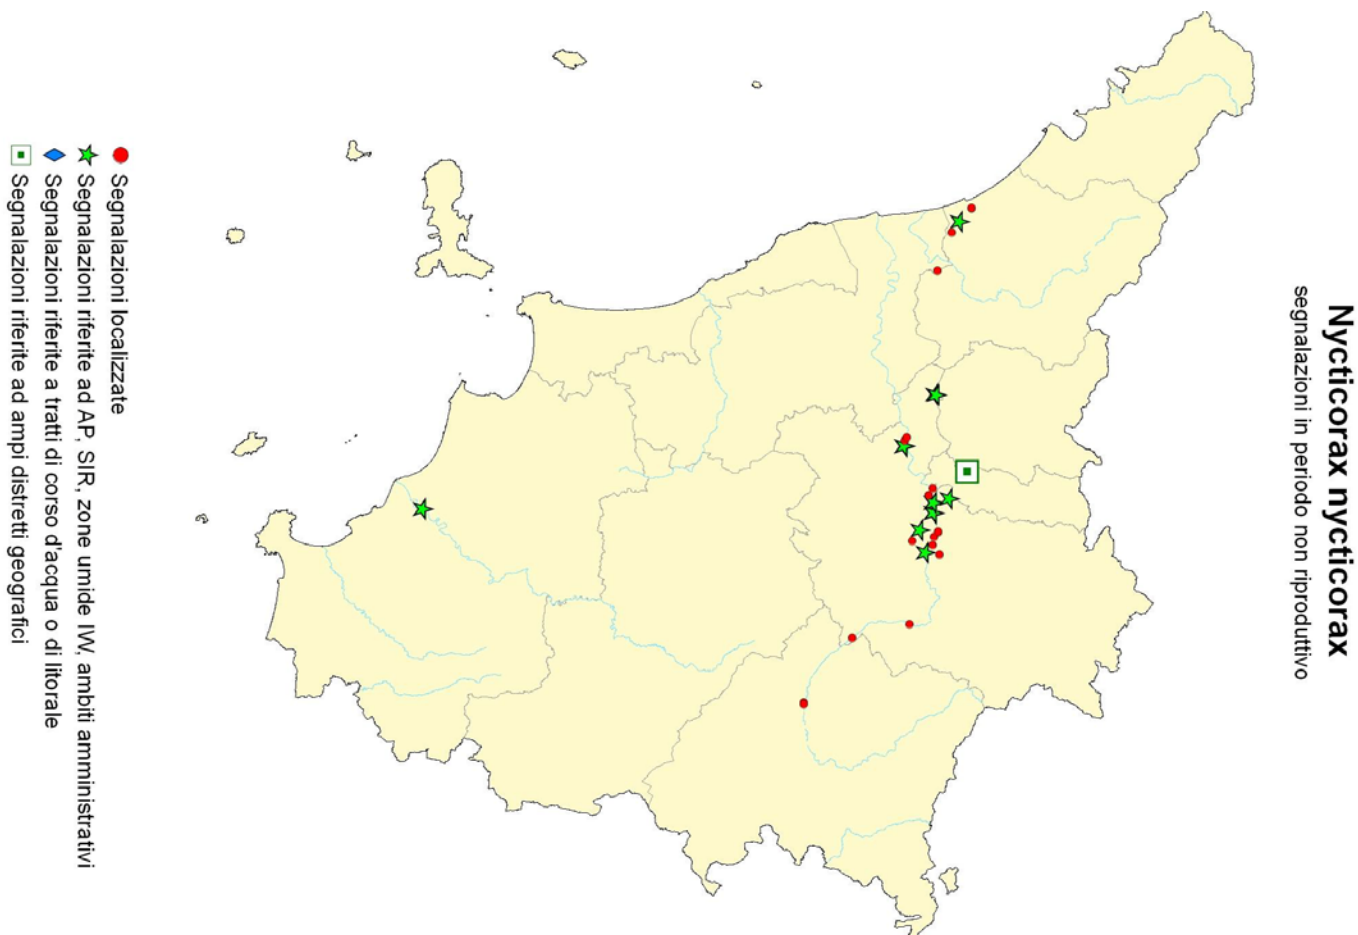 Nycticorax nycticorax
segnalazioni in periodo non riproduttivo
Segnalazioni localizzate
Segnalazioni riferite ad AP, SIR, zone umide IW, ambiti amministrativi
Segnalazioni riferite a tratti di corso d'acqua o di litorale
Segnalazioni riferite ad ampi distretti geografici